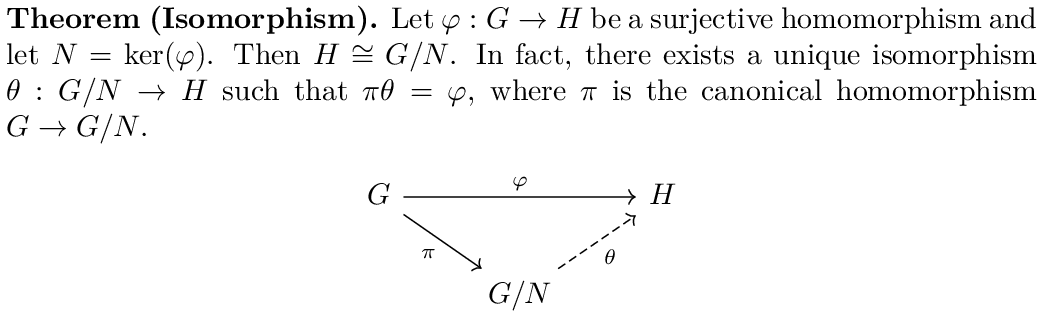 Theorem (Isomorphism). Let φ : G → H be a surjective homomorphism and
let N = ker(φ). Then H ≅ G/N. In fact, there exists a unique isomorphism
θ : G/N → H such that πθ = φ, where π is the canonical homomorphism
G → G/N.
φ
G H
π θ
G/N